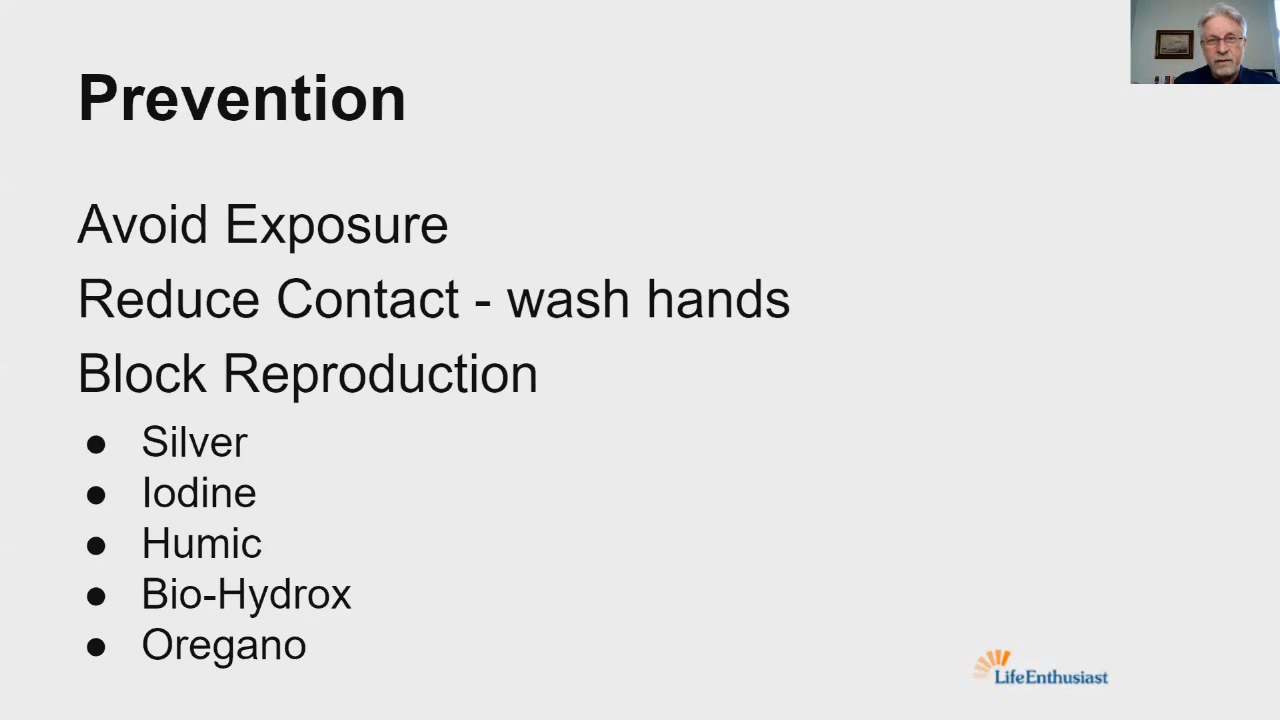 Prevention
Avoid Exposure
Reduce Contact - wash hands
Block Reproduction
● Silver
● Iodine
● Humic
● Bio-Hydrox
● Oregano
LifeEnthusiast